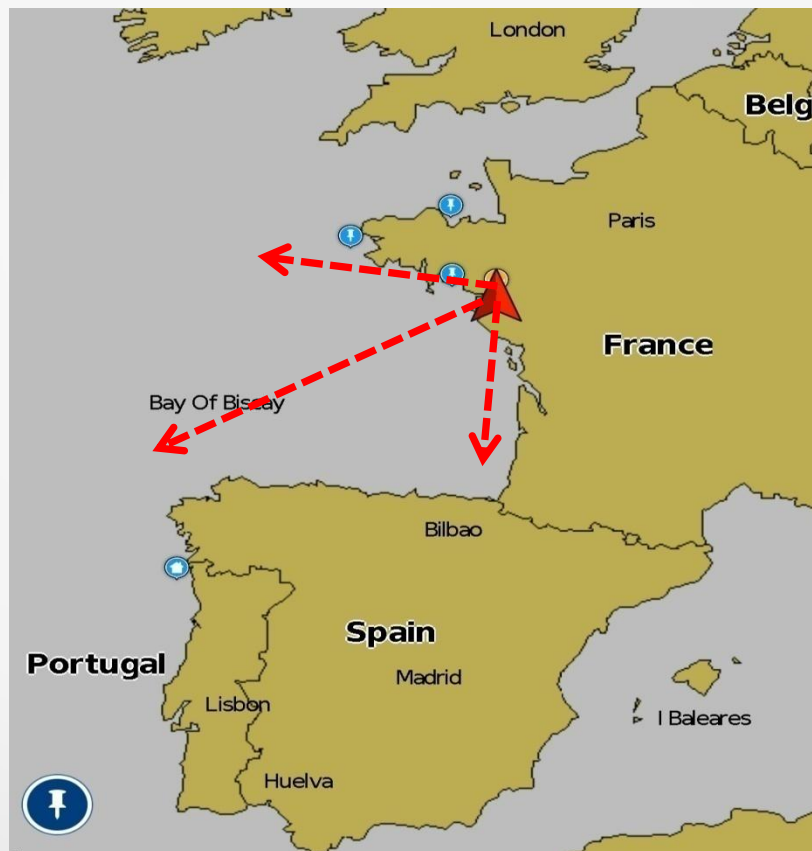 London
Belg
Paris
France
Bay Of Biscay
Bilbao
Spain
Portugal
Madrid
Lisbon
I Baleares
Huelva